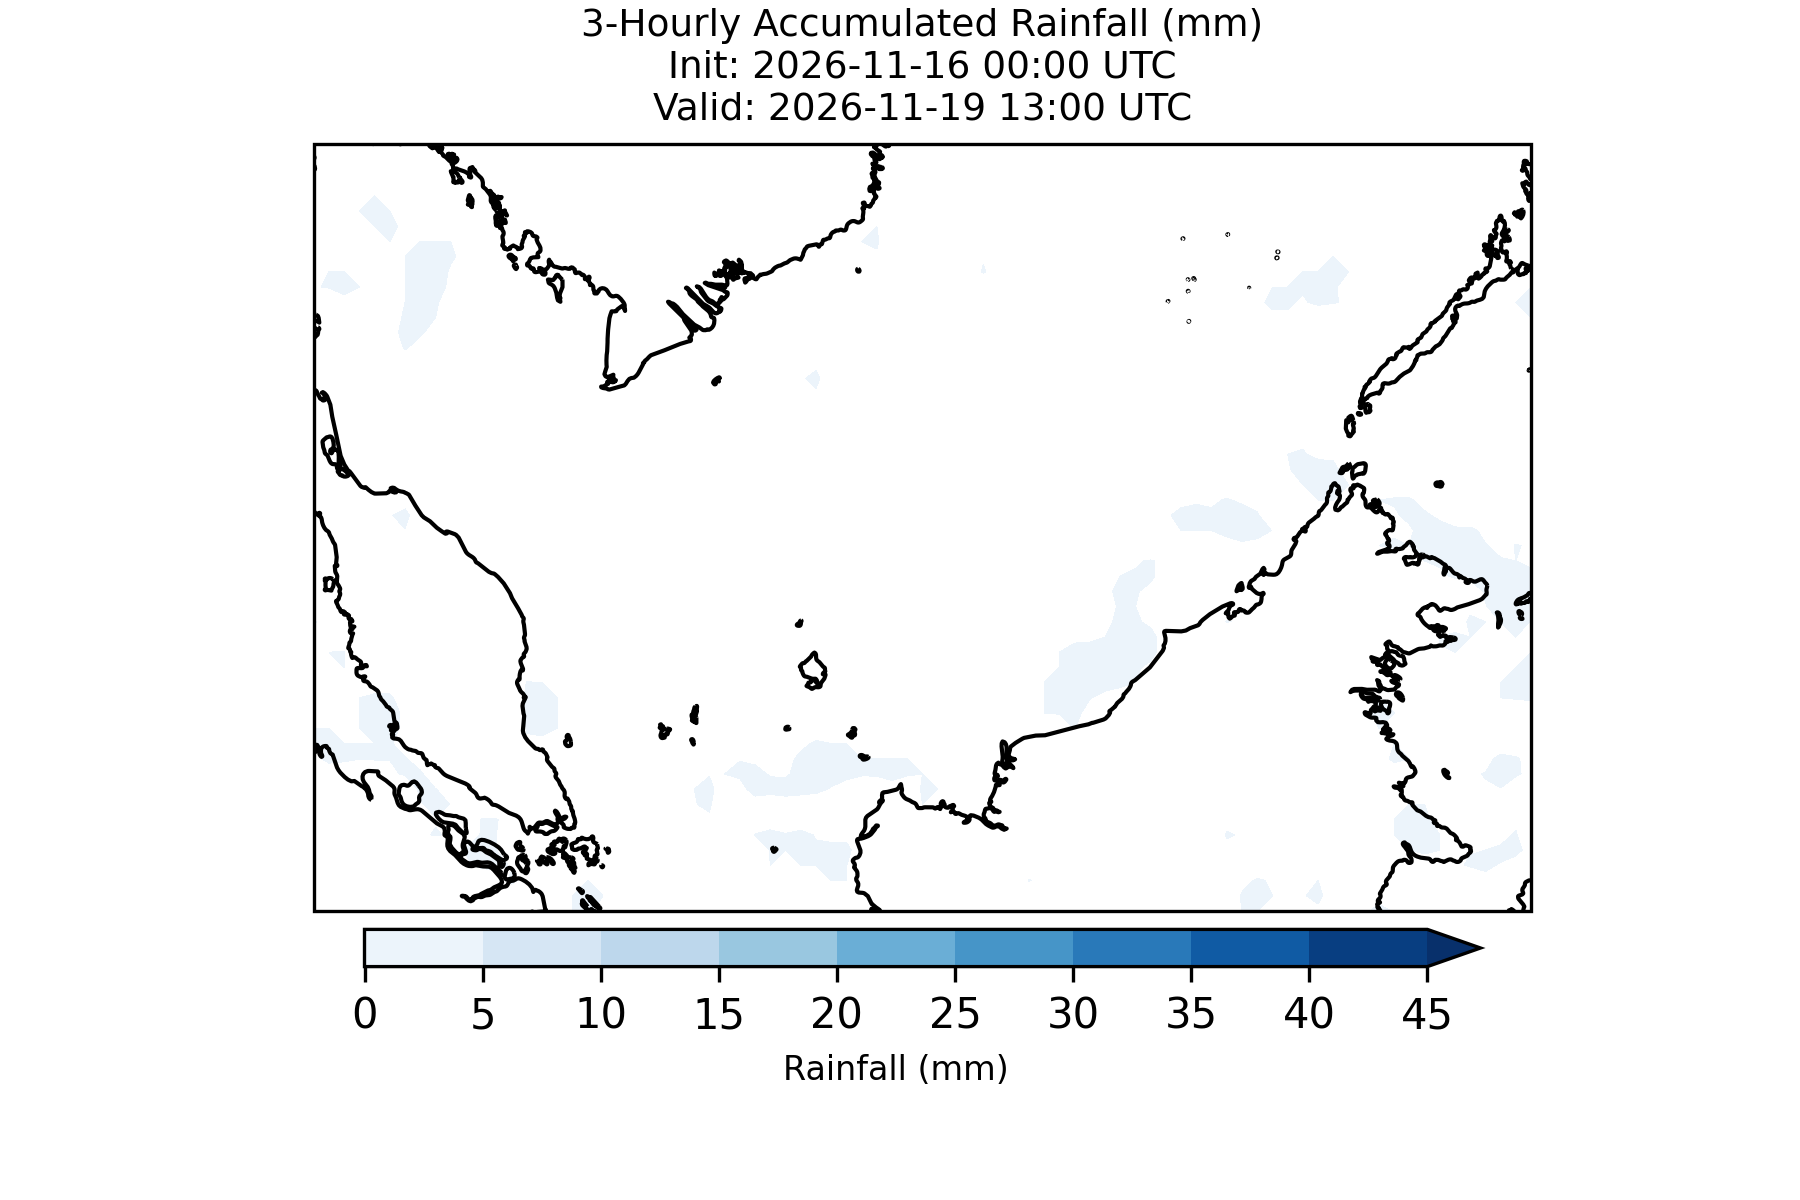 3-Hourly Accumulated Rainfall (mm)
Init: 2026-11-16 00:00 UTC
Valid: 2026-11-19 13:00 UTC
0 5 10 15 20 25 30 35 40 45
Rainfall (mm)